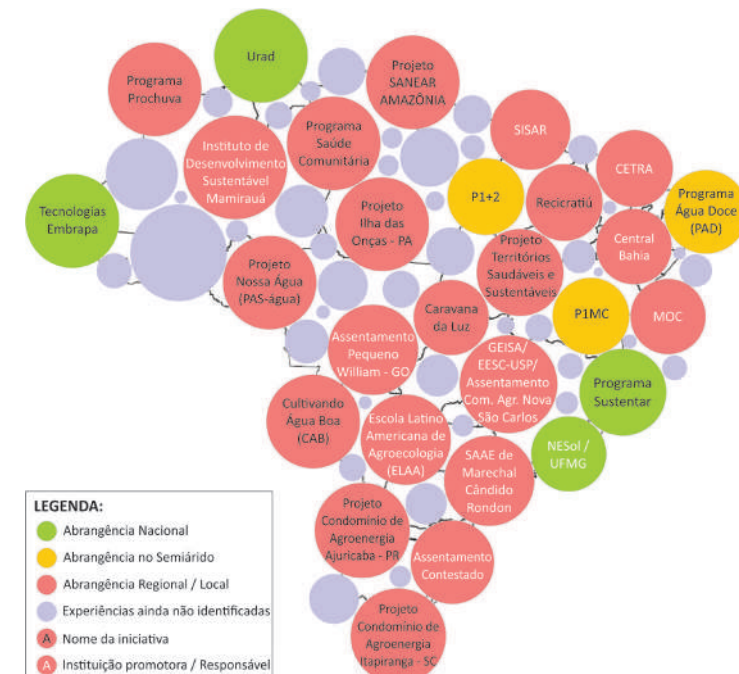 Urad
Projeto
SANEAR
AMAZÔNIA
Programa
Prochuva
Instituto de
Desenvolvimento
Sustentável
Mamirauá
Programa
Saúde
Comunitária
SISAR
CETRA
Tecnologias
Embrapa
P1+2
Recicratiú
Programa
Água Doce
(PAD)
Projeto
Ilha das
Onças - PA
Projeto
Territórios
Saudáveis e
Sustentáveis
Central
Bahia
Projeto
Nossa Água
(PAS-água)
Caravana
da Luz
P1MC
MOC
Assentamento
Pequeno
William - GO
GEISA/
EESC-USP/
Assentamento
Com. Agr. Nova
São Carlos
Programa
Sustentar
Cultivando
Água Boa
(CAB)
Escola Latino
Americana de
Agroecologia
(ELAA)
NESol /
UFMG
SAAE de
Marechal
Cândido
Rondon
Projeto
Condomínio de
Agroenergia
Ajuricaba - PR
Assentamento
Contestado
Projeto
Condomínio de
Agroenergia
Itapiranga - SC
LEGENDA:
Abrangência Nacional
Abrangência no Semiárido
Abrangência Regional / Local
Experiências ainda não identificadas
A Nome da iniciativa
A Instituição promotora / Responsável